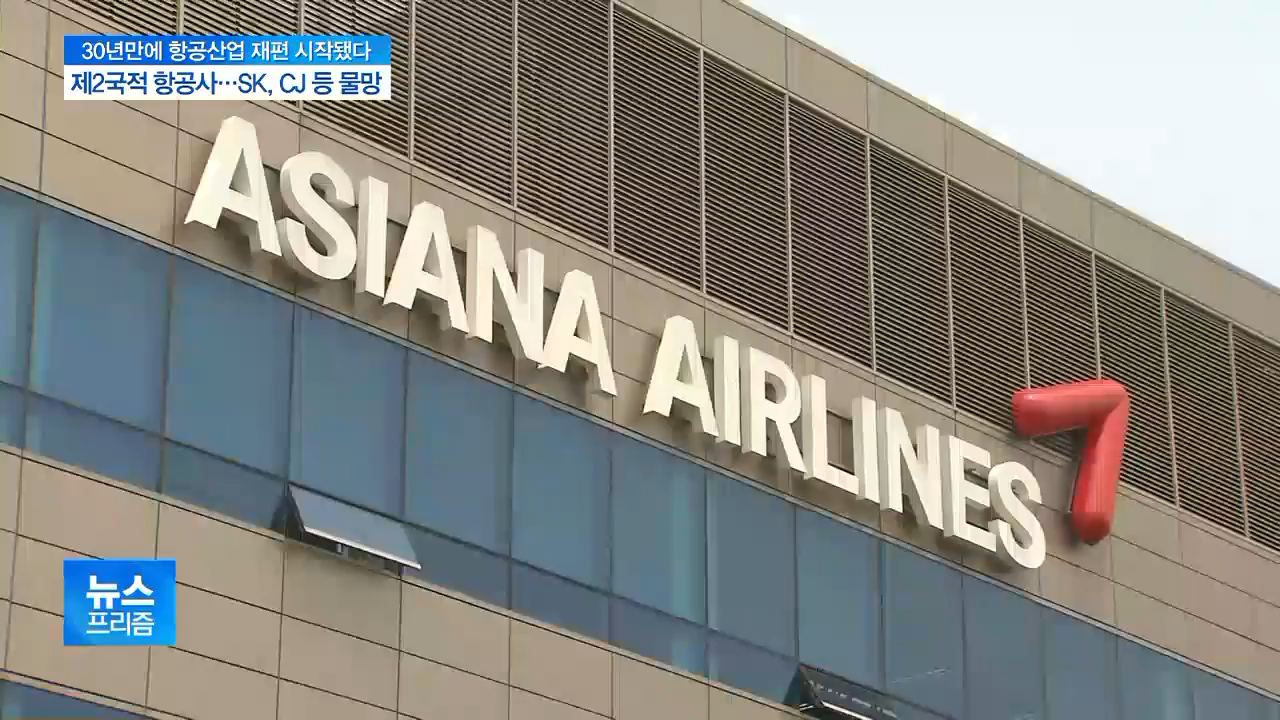 30년만에 항공산업 재편 시작됐다
제2국적 항공사…SK, CJ 등 물망
ASIANA AIRLINES
뉴스
프리즘